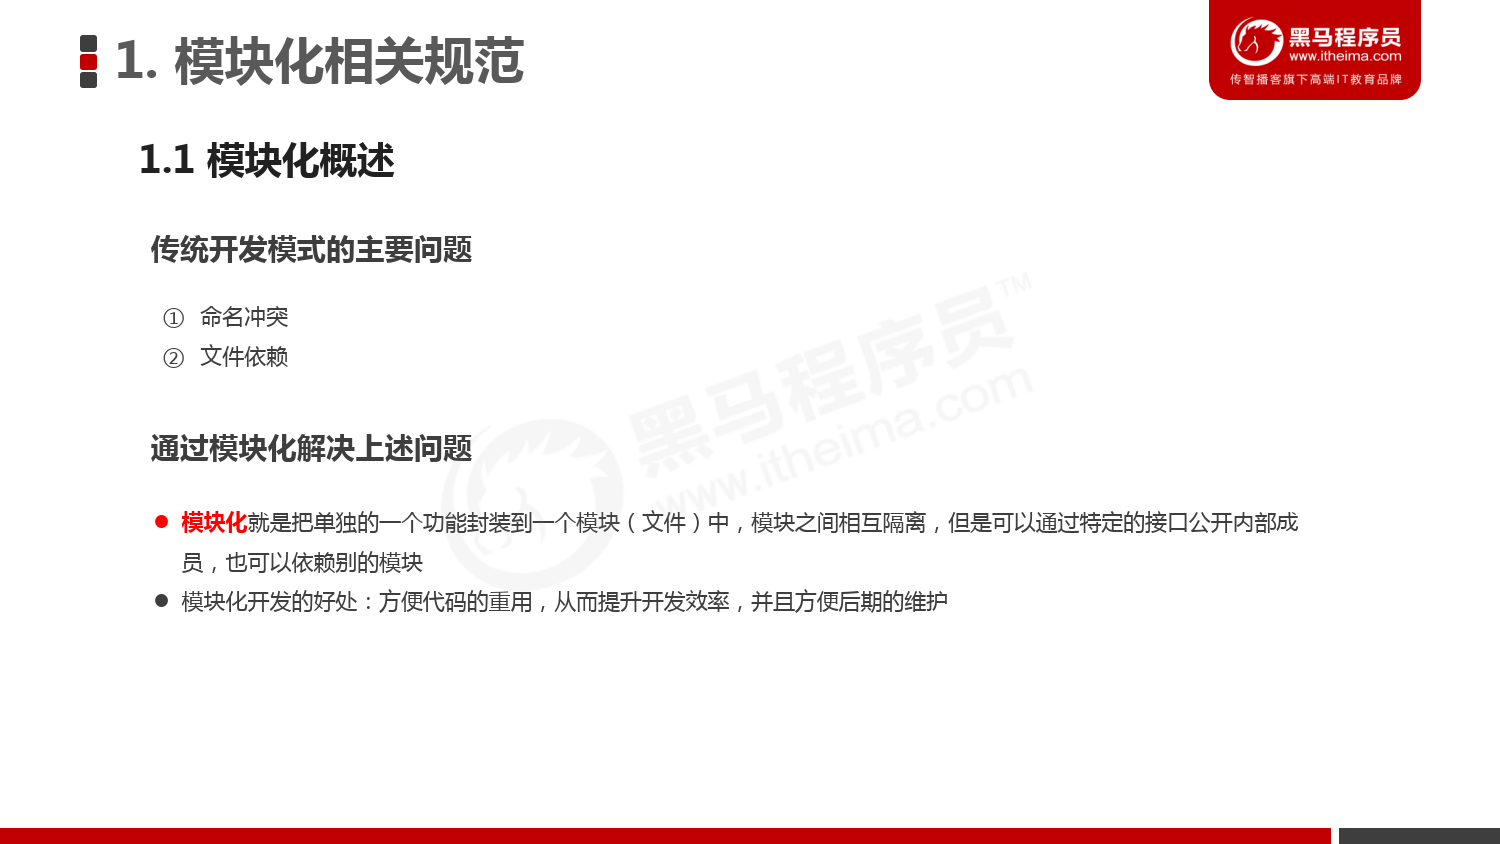 1. 模块化相关规范
黑马程序员
www.itheima.com
传智播客旗下高端IT教育品牌
1.1 模块化概述
传统开发模式的主要问题
① 命名冲突
② 文件依赖
黑马程序员™
www.itheima.com
通过模块化解决上述问题
● 模块化就是把单独的一个功能封装到一个模块（文件）中，模块之间相互隔离，但是可以通过特定的接口公开内部成
员，也可以依赖别的模块
● 模块化开发的好处：方便代码的重用，从而提升开发效率，并且方便后期的维护